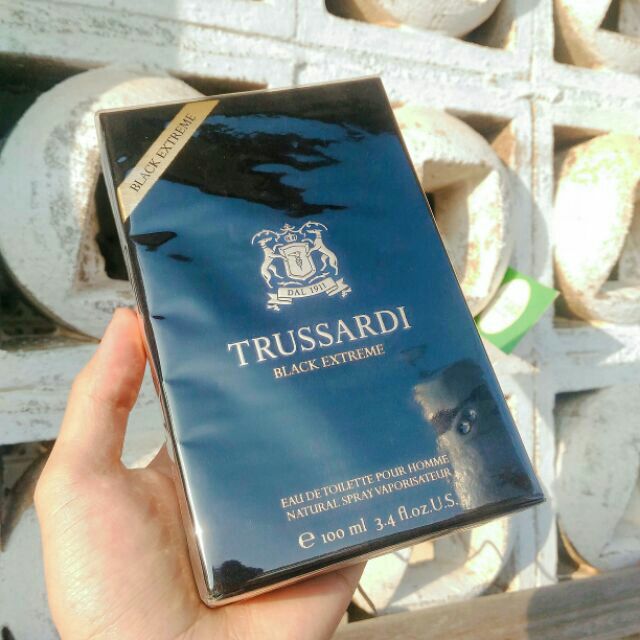 BLACK EXTREME
DAL 1911
TRUSSARDI
BLACK EXTREME
EAU DE TOILETTE POUR HOMME
NATURAL SPRAY VAPORISATEUR
℮ 100 ml 3.4 fl.oz.U.S.